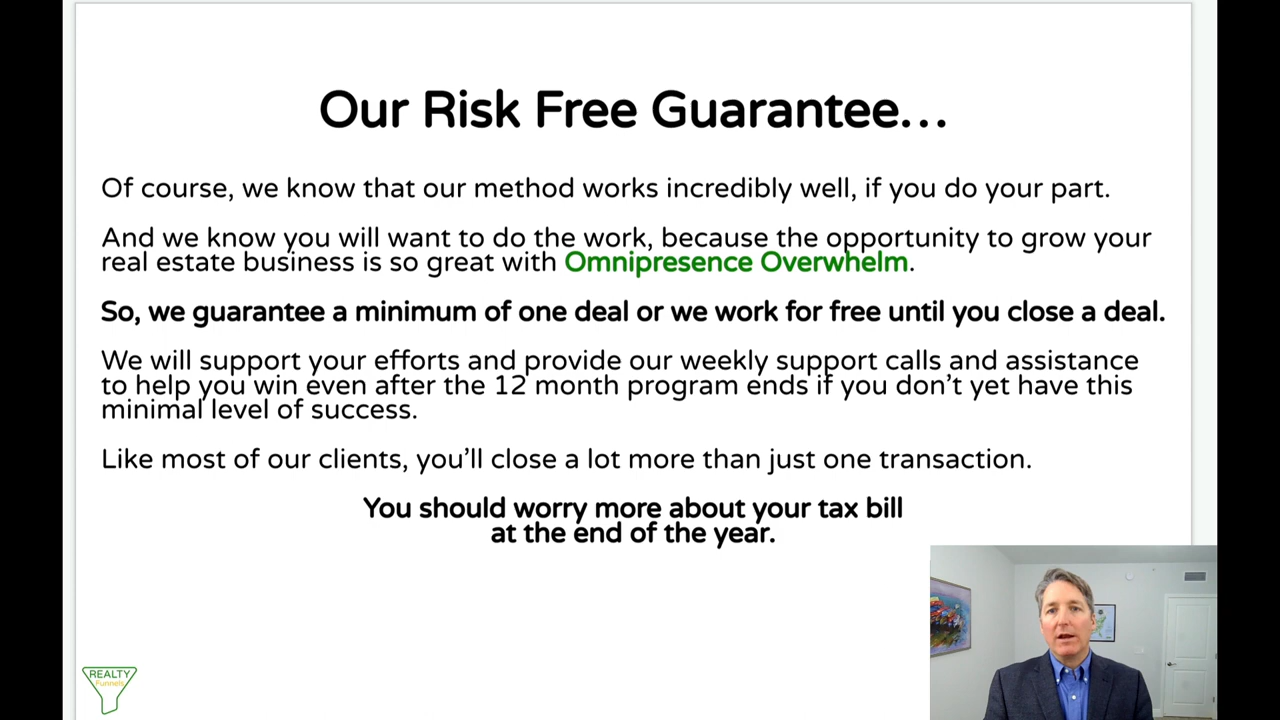 Our Risk Free Guarantee...
Of course, we know that our method works incredibly well, if you do your part.
And we know you will want to do the work, because the opportunity to grow your
real estate business is so great with Omnipresence Overwhelm.
So, we guarantee a minimum of one deal or we work for free until you close a deal.
We will support your efforts and provide our weekly support calls and assistance
to help you win even after the 12 month program ends if you don’t yet have this
minimal level of success.
Like most of our clients, you’ll close a lot more than just one transaction.
You should worry more about your tax bill
at the end of the year.
REALTY
Funnels